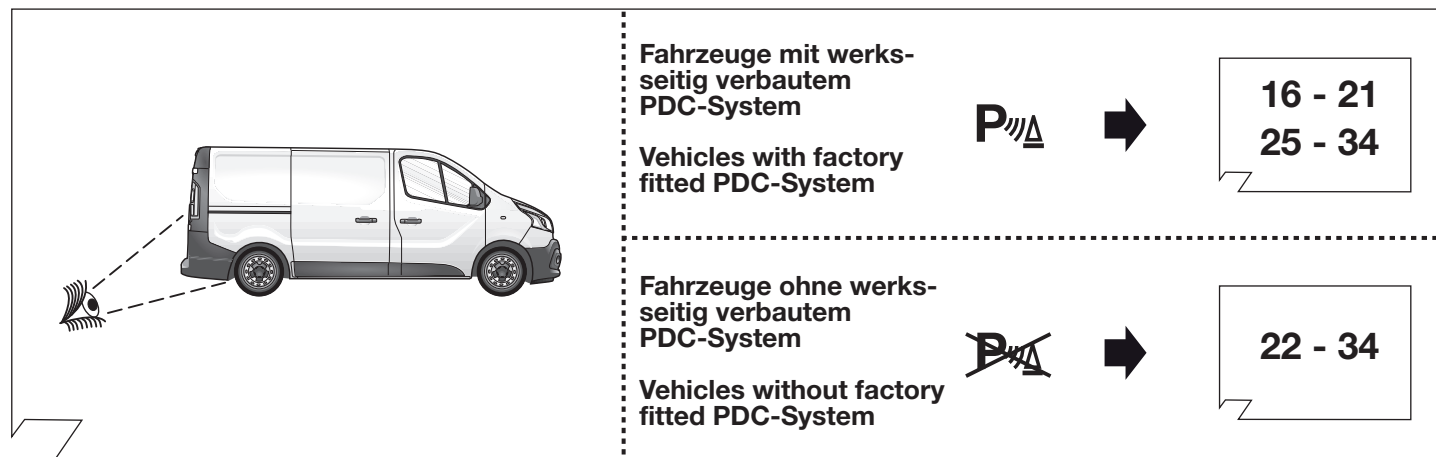 Fahrzeuge mit werks-
seitig verbautem
PDC-System
Vehicles with factory
fitted PDC-System
P
16 - 21
25 - 34
Fahrzeuge ohne werks-
seitig verbautem
PDC-System
Vehicles without factory
fitted PDC-System
P
22 - 34